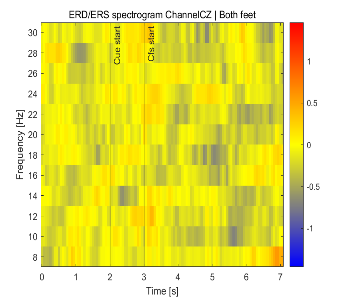 ERD/ERS spectrogram ChannelCZ | Both feet
Cue start
Cfs start
Frequency [Hz]
30
28
26
24
22
20
18
16
14
12
10
8
0 1 2 3 4 5 6 7
Time [s]
1
0.5
0
-0.5
-1